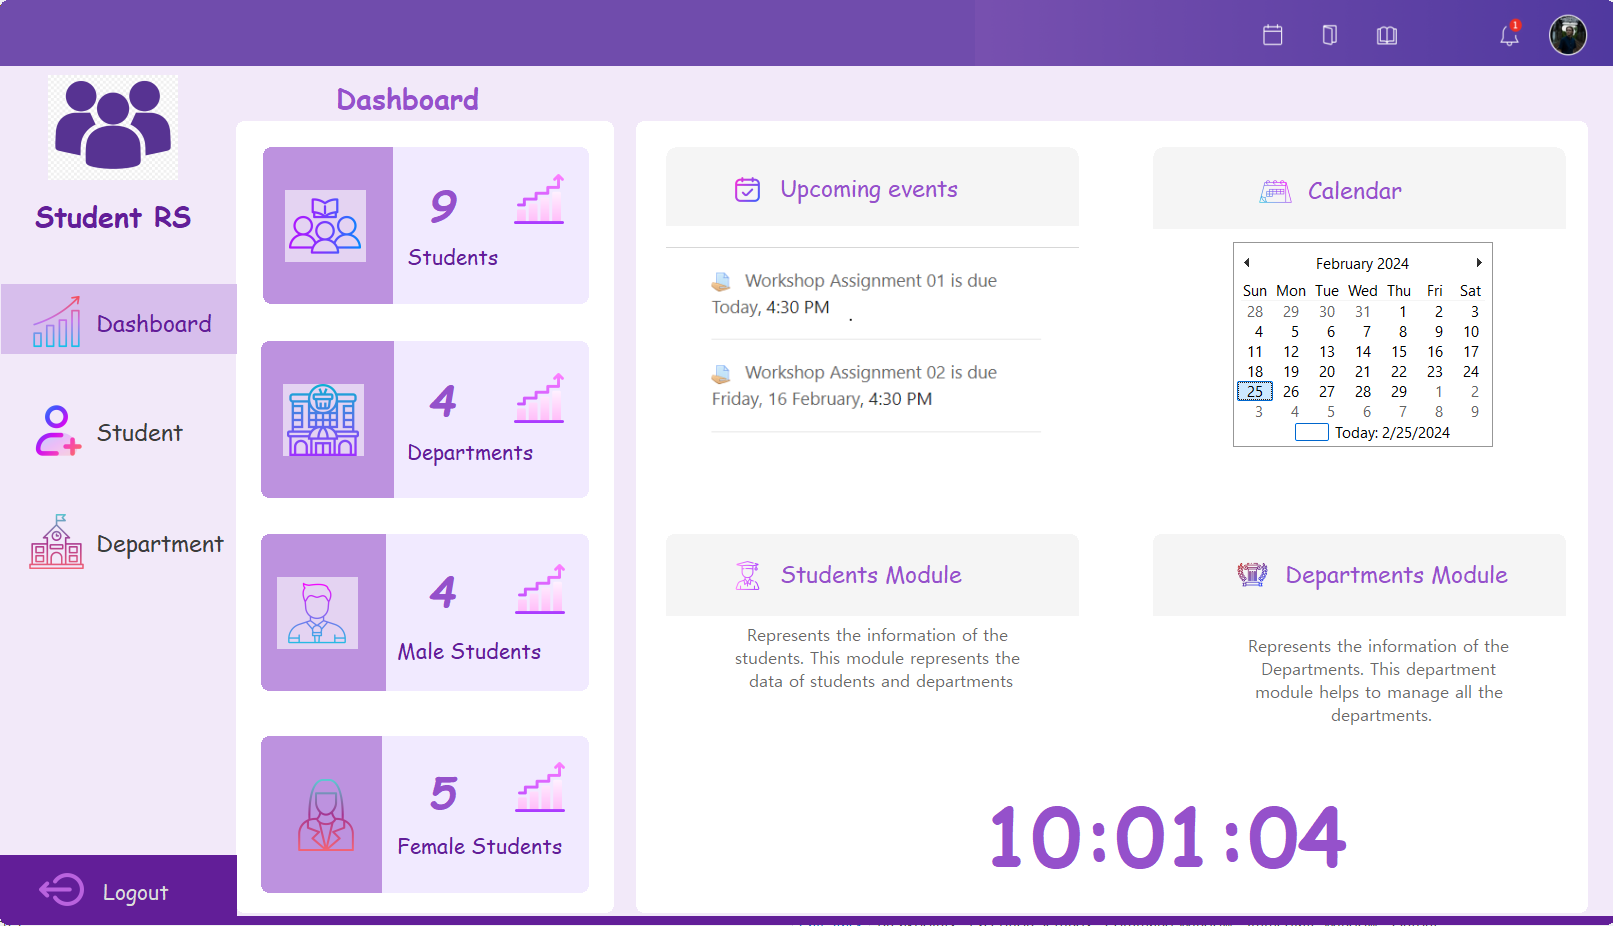 1
Student RS
Dashboard
Student
Department
Logout
Dashboard
9
Students
4
Departments
4
Male Students
5
Female Students
Upcoming events
Workshop Assignment 01 is due
Today, 4:30 PM
.
Workshop Assignment 02 is due
Friday, 16 February, 4:30 PM
Calendar
February 2024
Sun Mon Tue Wed Thu Fri Sat
28 29 30 31 1 2 3
4 5 6 7 8 9 10
11 12 13 14 15 16 17
18 19 20 21 22 23 24
25 26 27 28 29 1 2
3 4 5 6 7 8 9
Today: 2/25/2024
Students Module
Represents the information of the
students. This module represents the
data of students and departments
Departments Module
Represents the information of the
Departments. This department
module helps to manage all the
departments.
10:01:04